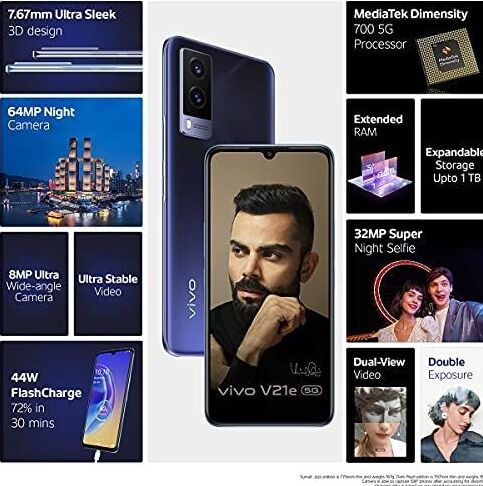 7.67mm Ultra Sleek
3D design
64MP Night
Camera
8MP Ultra
Wide-angle
Camera
Ultra Stable
Video
44W
FlashCharge
72% in
30 mins
vivo
vivo V21e 5G
MediaTek Dimensity
700 5G
Processor
MEDIATEK
Dimensity
Extended
RAM
Expandable
Storage
Upto 1 TB
32MP Super
Night Selfie
Dual-View
Video
Double
Exposure